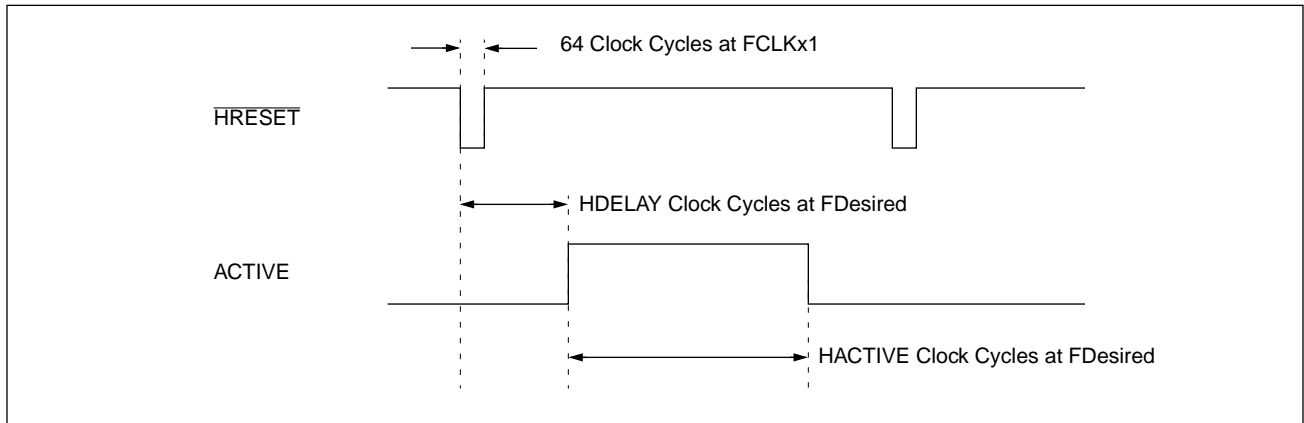 64 Clock Cycles at FCLKx1
HRESET
HDELAY Clock Cycles at FDesired
ACTIVE
HACTIVE Clock Cycles at FDesired